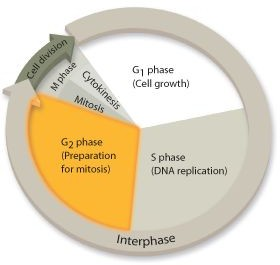 Cell division
M phase
Cytokinesis
Mitosis
G₁ phase
(Cell growth)
G₂ phase
(Preparation
for mitosis)
S phase
(DNA replication)
Interphase